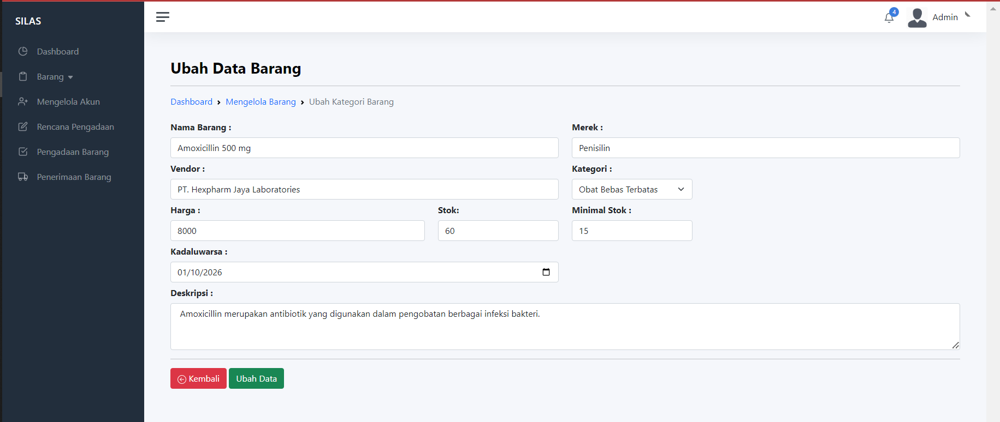 SILAS
Dashboard
Barang
Mengelola Akun
Rencana Pengadaan
Pengadaan Barang
Penerimaan Barang
4
Admin
Ubah Data Barang
Dashboard › Mengelola Barang › Ubah Kategori Barang
Nama Barang : Merek :
Amoxicillin 500 mg Penisilin
Vendor : Kategori :
PT. Hexpharm Jaya Laboratories Obat Bebas Terbatas
Harga : Stok: Minimal Stok :
8000 60 15
Kadaluwarsa :
01/10/2026
Deskripsi :
Amoxicillin merupakan antibiotik yang digunakan dalam pengobatan berbagai infeksi bakteri.
Kembali Ubah Data